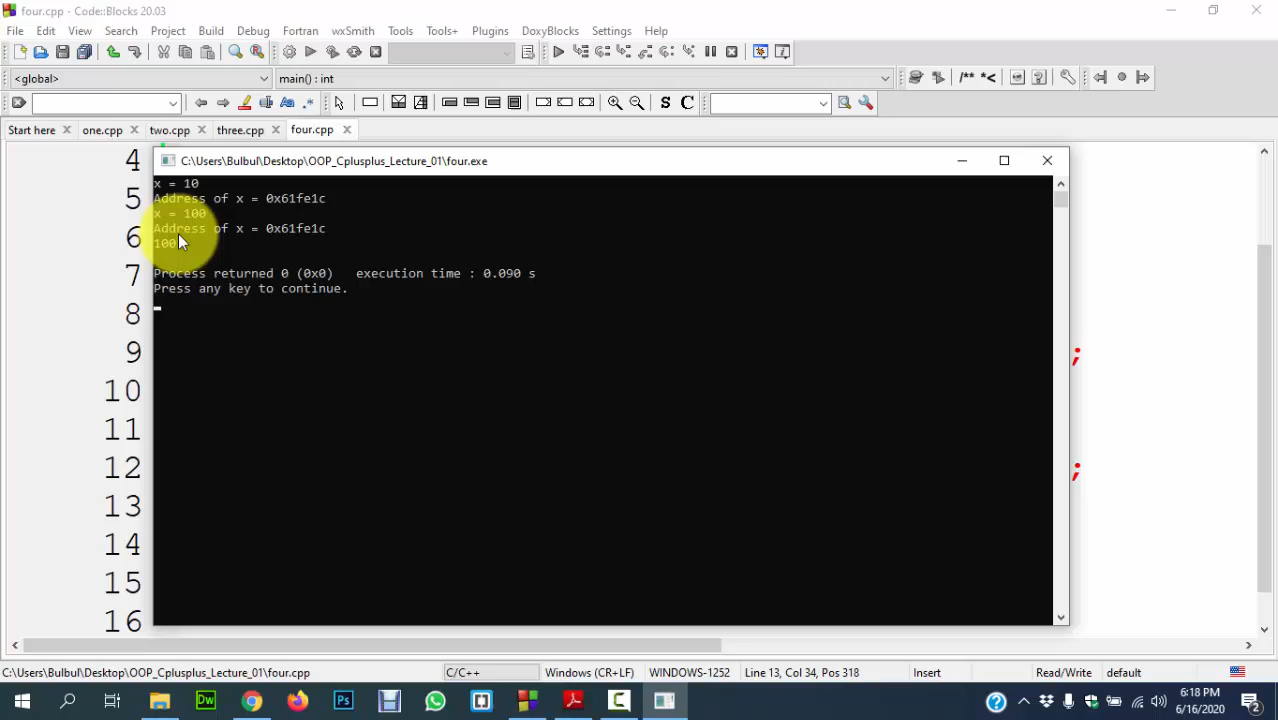 four.cpp - Code::Blocks 20.03
File Edit View Search Project Build Debug Fortran wxSmith Tools Tools+ Plugins DoxyBlocks Settings Help
<global> main() : int /** *<
S C
Start here one.cpp two.cpp three.cpp four.cpp
C:\Users\Bulbul\Desktop\OOP_Cplusplus_Lecture_01\four.exe
4
x = 10
5 Address of x = 0x61fe1c
x = 100
6 Address of x = 0x61fe1c
100
7 Process returned 0 (0x0) execution time : 0.090 s
Press any key to continue.
8
9 ;
10
11
12 ;
13
14
15
16
C:\Users\Bulbul\Desktop\OOP_Cplusplus_Lecture_01\four.cpp C/C++ Windows (CR+LF) WINDOWS-1252 Line 13, Col 34, Pos 318 Insert Read/Write default
Dw Ps 6:18 PM
6/16/2020 2